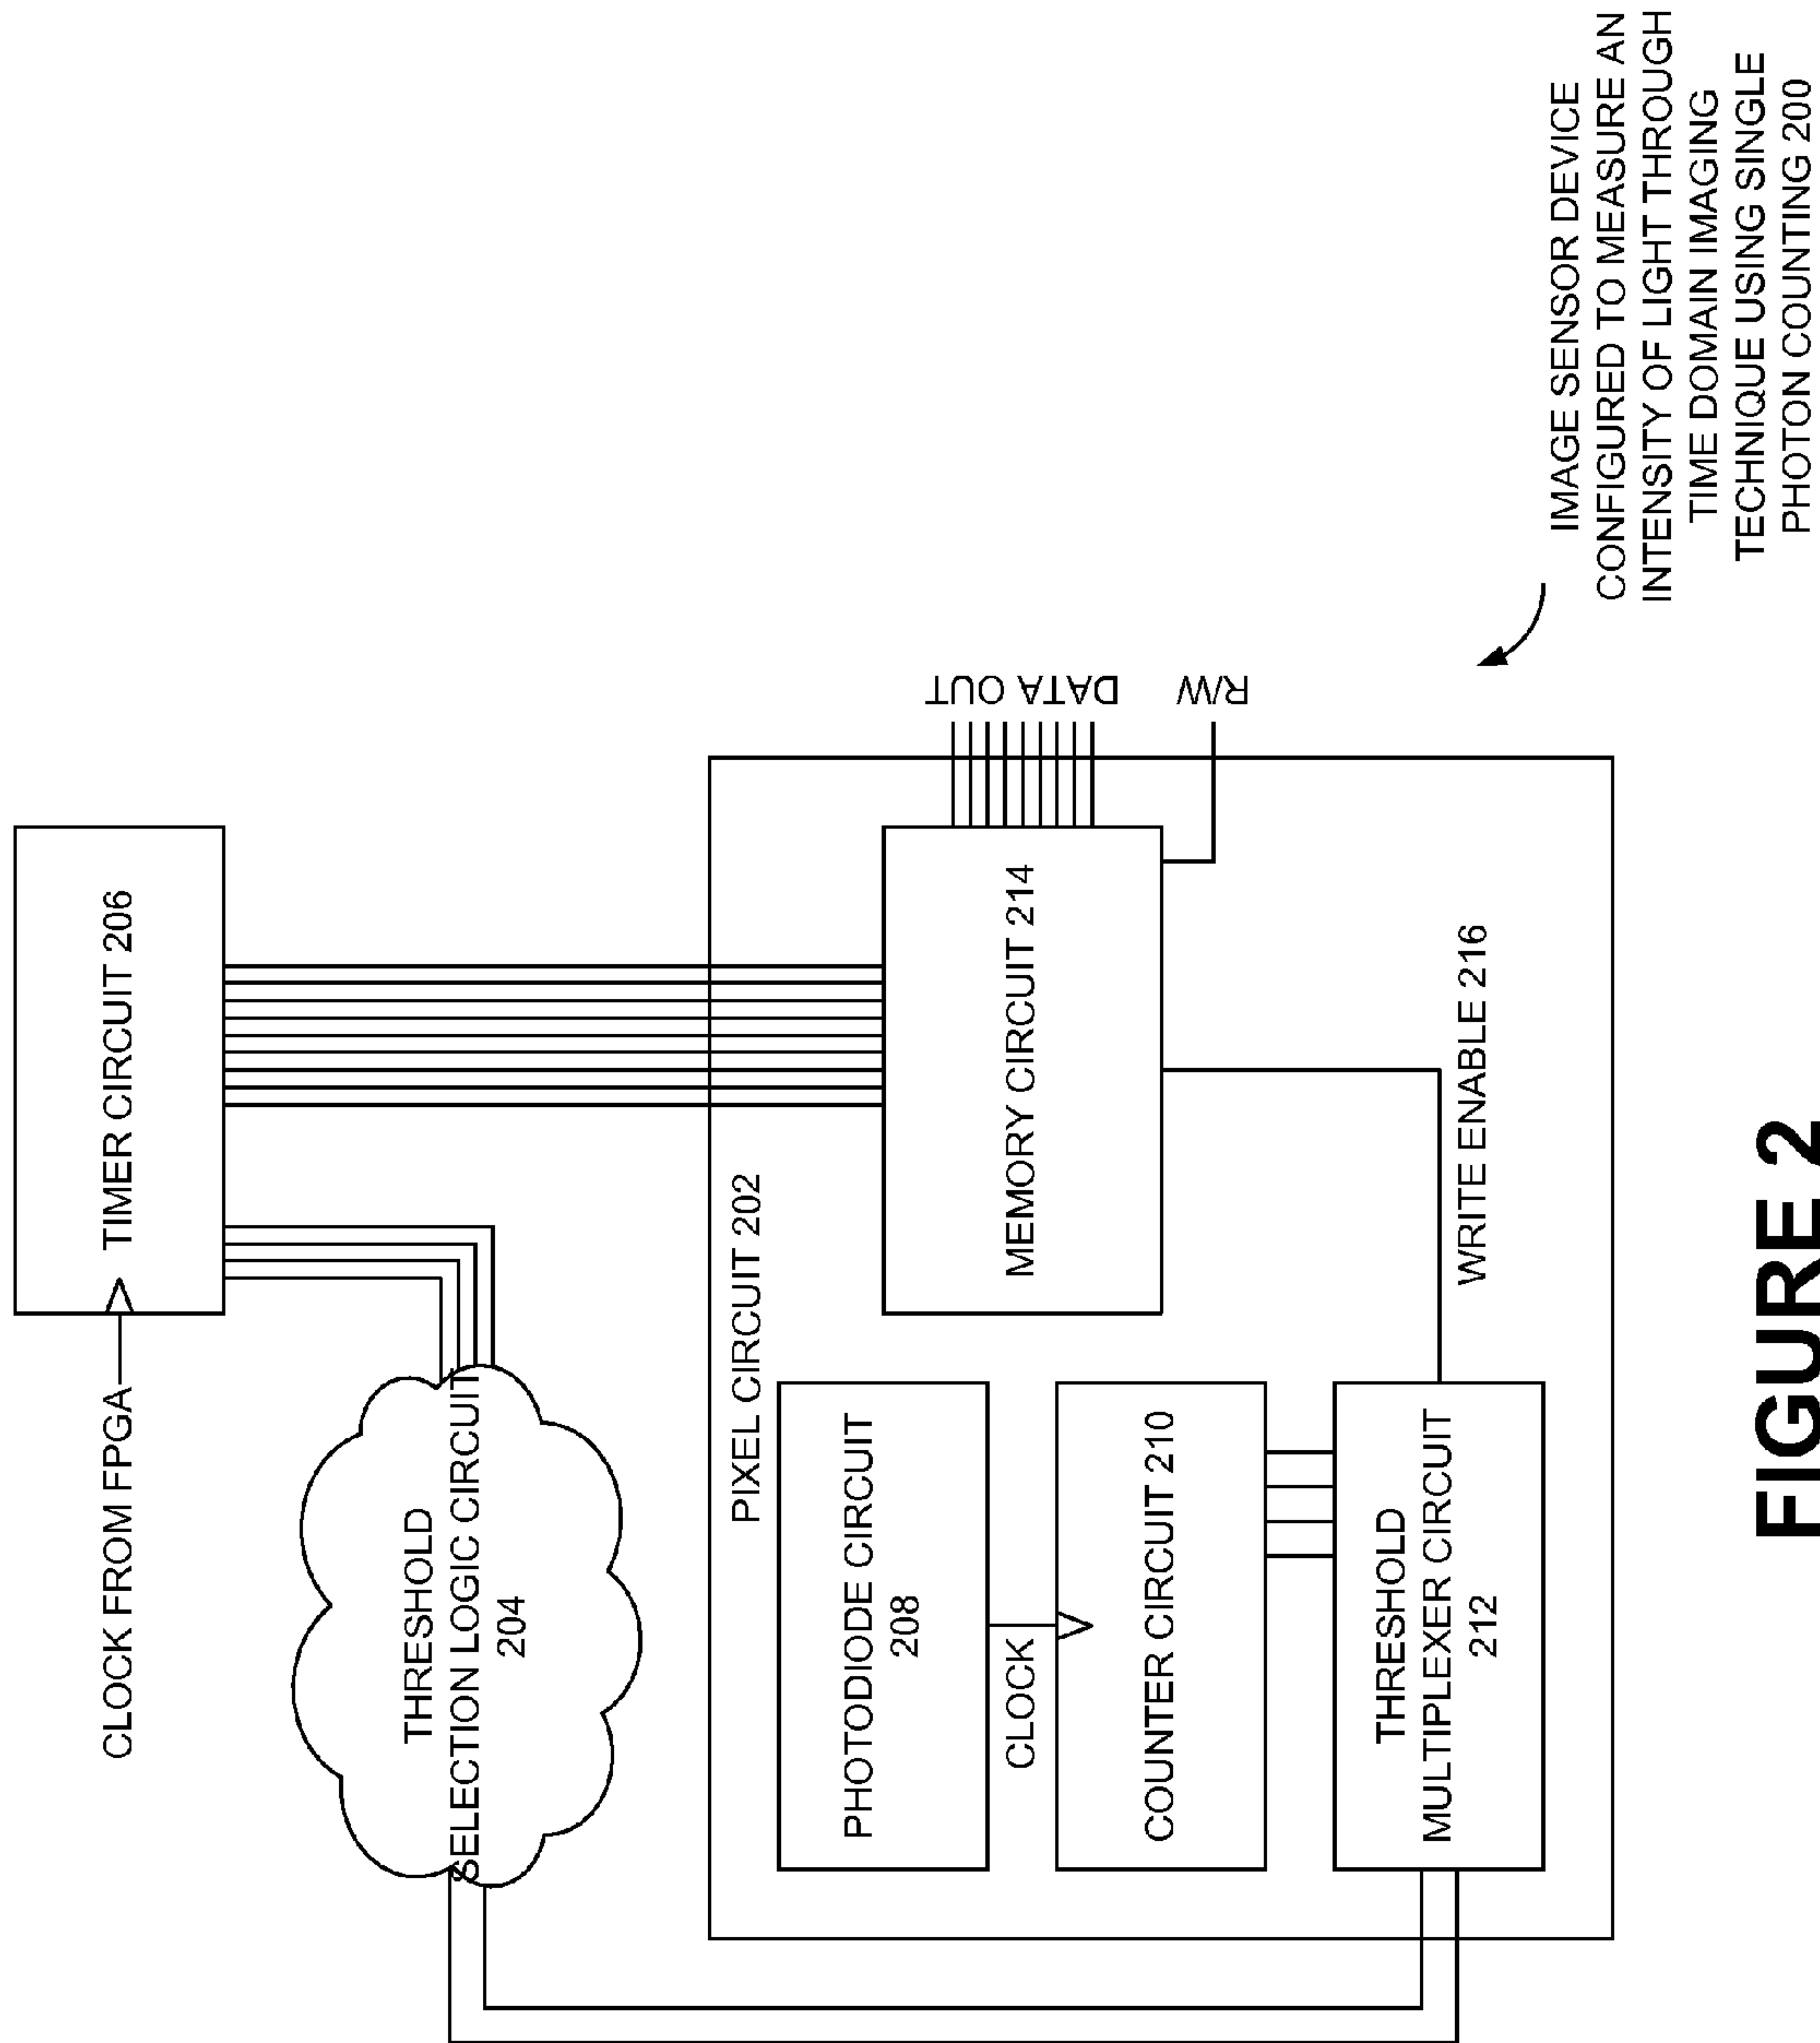 CLOCK FROM FPGA
TIMER CIRCUIT 206
THRESHOLD
SELECTION LOGIC CIRCUIT
204
PIXEL CIRCUIT 202
PHOTODIODE CIRCUIT
208
CLOCK
COUNTER CIRCUIT 210
THRESHOLD
MULTIPLEXER CIRCUIT
212
MEMORY CIRCUIT 214
WRITE ENABLE 216
DATA OUT
R/W
IMAGE SENSOR DEVICE
CONFIGURED TO MEASURE AN
INTENSITY OF LIGHT THROUGH
TIME DOMAIN IMAGING
TECHNIQUE USING SINGLE
PHOTON COUNTING 200
FIGURE 2